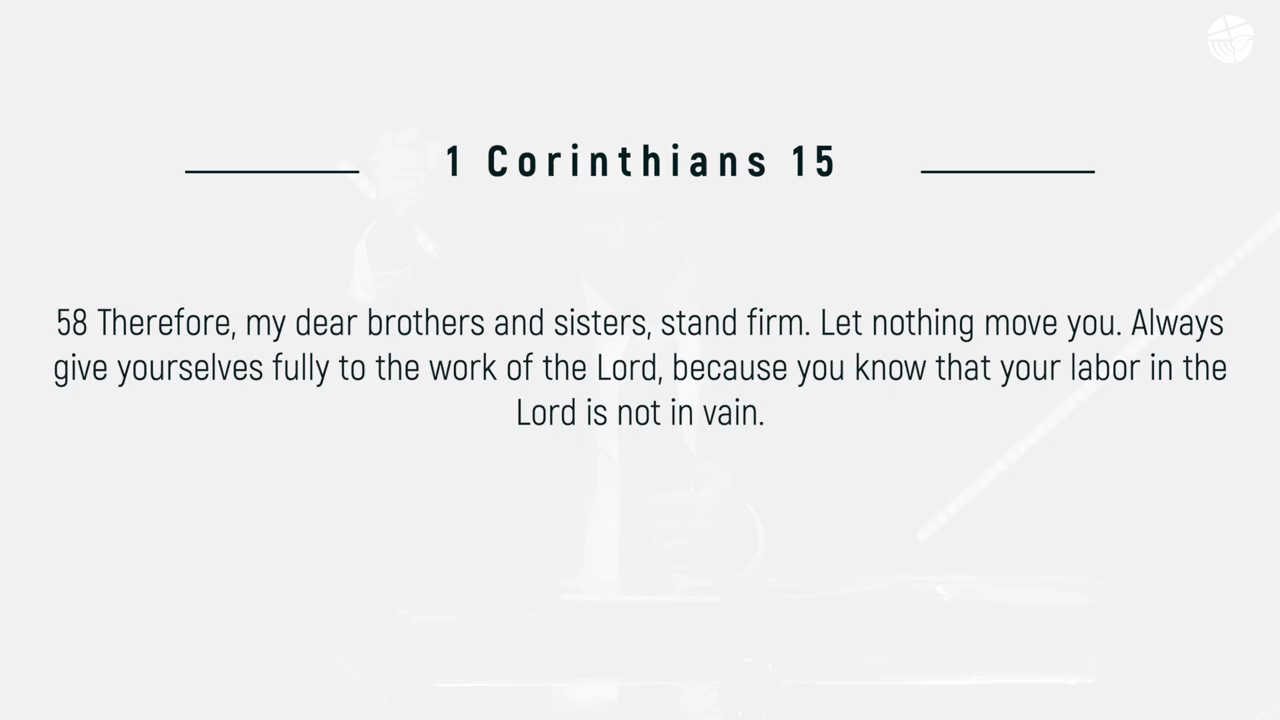 1 Corinthians 15
58 Therefore, my dear brothers and sisters, stand firm. Let nothing move you. Always
give yourselves fully to the work of the Lord, because you know that your labor in the
Lord is not in vain.